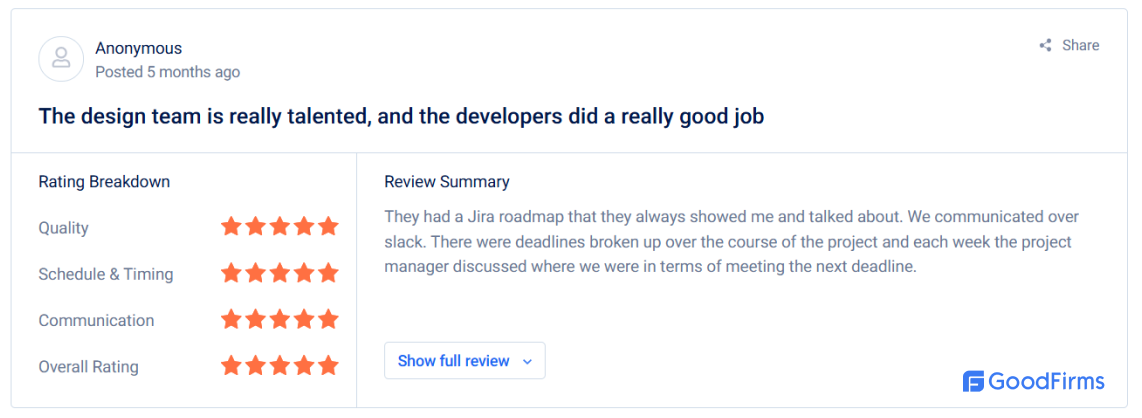 Anonymous
Posted 5 months ago
Share
The design team is really talented, and the developers did a really good job
Rating Breakdown
Quality
Schedule & Timing
Communication
Overall Rating
Review Summary
They had a Jira roadmap that they always showed me and talked about. We communicated over
slack. There were deadlines broken up over the course of the project and each week the project
manager discussed where we were in terms of meeting the next deadline.
Show full review
GoodFirms